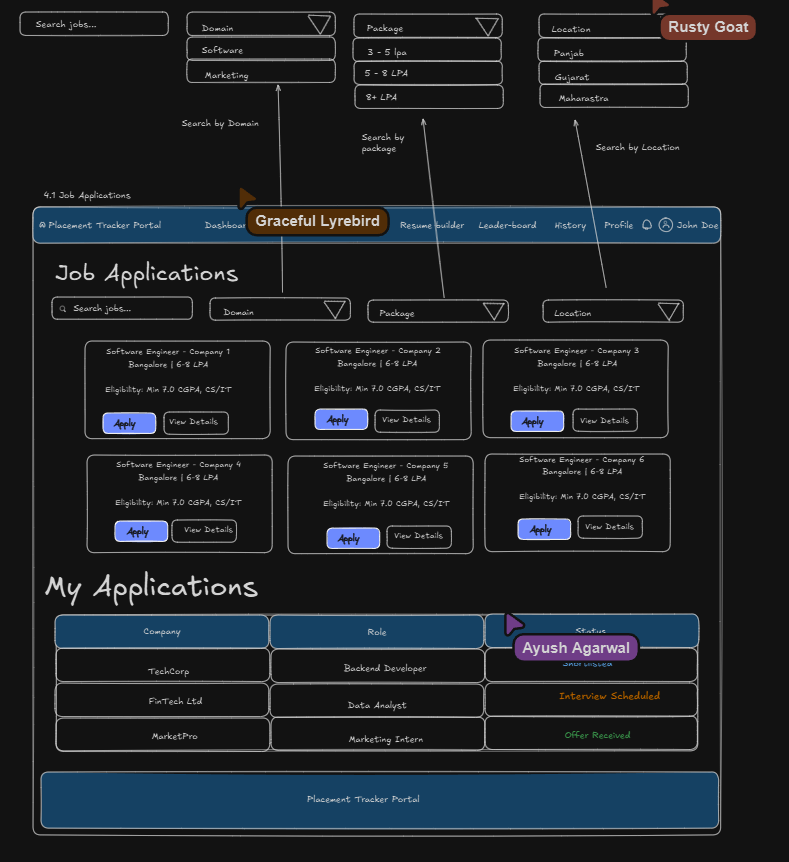 Search jobs...
Domain
Software
Marketing
Package
3 - 5 lpa
5 - 8 LPA
8+ LPA
Location
Panjab
Gujarat
Maharastra
Rusty Goat
Search by Domain
Search by
package
Search by Location
4.1 Job Applications
Graceful Lyrebird
Placement Tracker Portal
Resume builder
Leader-board
History
Profile
John Doe
Job Applications
Search jobs...
Domain
Package
Location
Software Engineer - Company 1
Bangalore | 6-8 LPA
Eligibility: Min 7.0 CGPA, CS/IT
Apply
View Details
Software Engineer - Company 2
Bangalore | 6-8 LPA
Eligibility: Min 7.0 CGPA, CS/IT
Apply
View Details
Software Engineer - Company 3
Bangalore | 6-8 LPA
Eligibility: Min 7.0 CGPA, CS/IT
Apply
View Details
Software Engineer - Company 4
Bangalore | 6-8 LPA
Eligibility: Min 7.0 CGPA, CS/IT
Apply
View Details
Software Engineer - Company 5
Bangalore | 6-8 LPA
Eligibility: Min 7.0 CGPA, CS/IT
Apply
View Details
Software Engineer - Company 6
Bangalore | 6-8 LPA
Eligibility: Min 7.0 CGPA, CS/IT
Apply
View Details
My Applications
Company
Role
Status
Ayush Agarwal
TechCorp
Backend Developer
Shortlisted
FinTech Ltd
Data Analyst
Interview Scheduled
MarketPro
Marketing Intern
Offer Received
Placement Tracker Portal